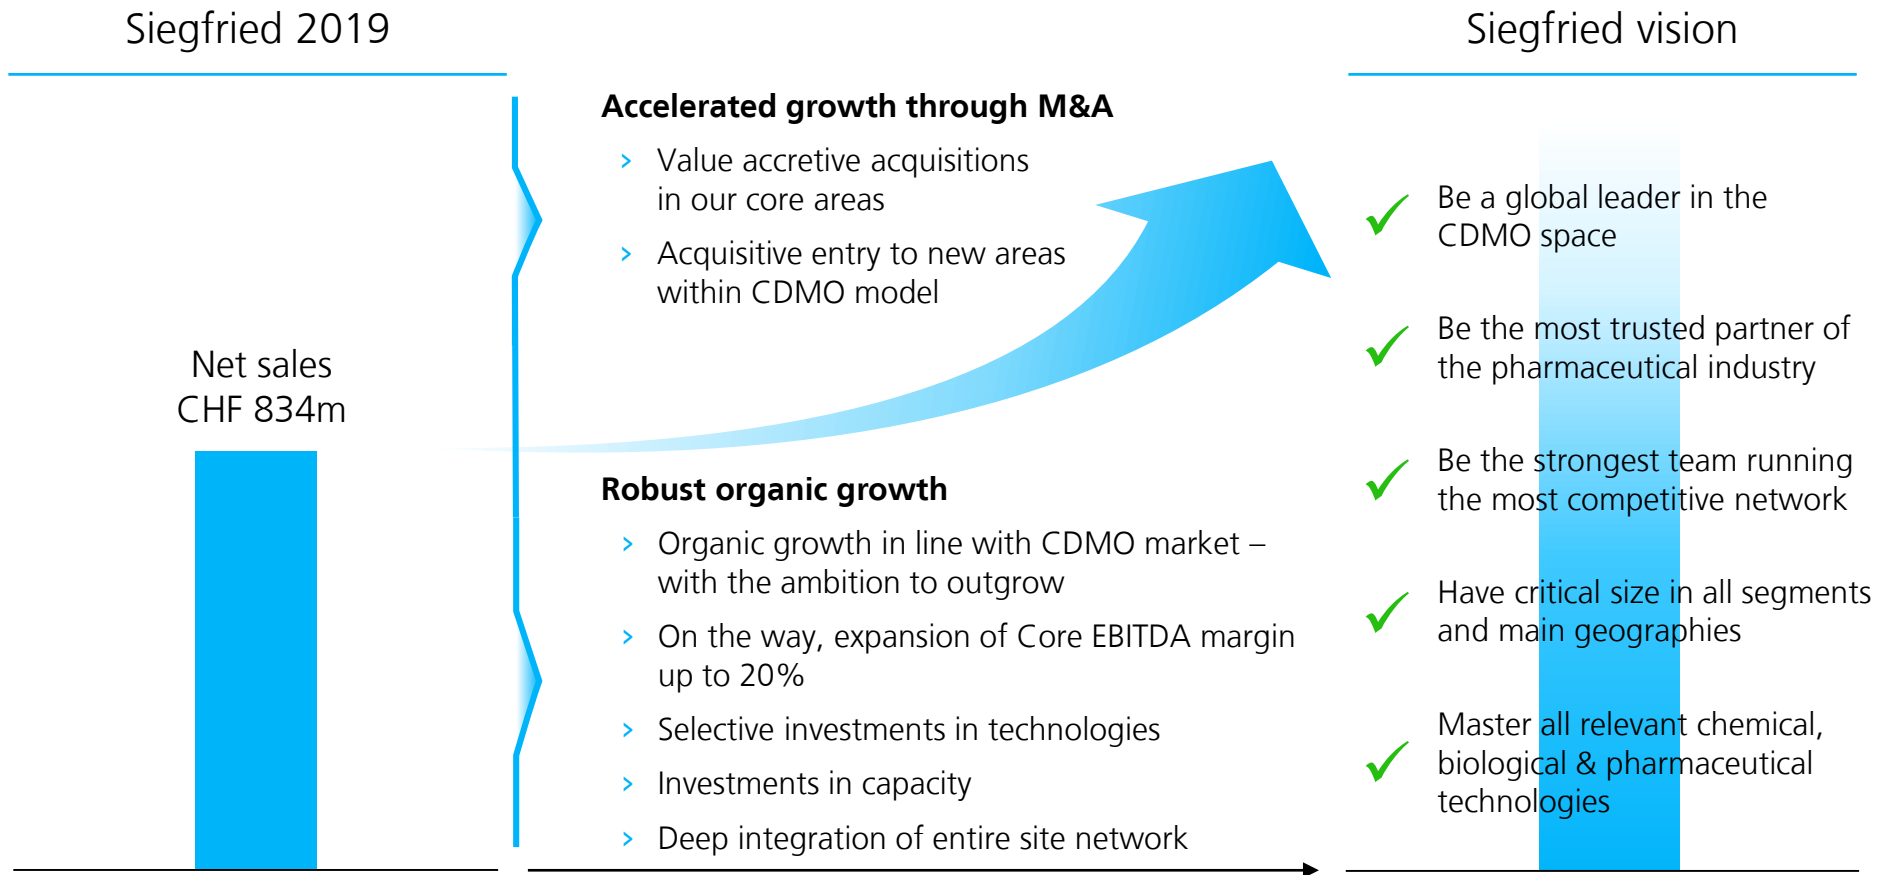 Siegfried 2019
Net sales
CHF 834m
Accelerated growth through M&A
› Value accretive acquisitions
in our core areas
› Acquisitive entry to new areas
within CDMO model
Robust organic growth
› Organic growth in line with CDMO market –
with the ambition to outgrow
› On the way, expansion of Core EBITDA margin
up to 20%
› Selective investments in technologies
› Investments in capacity
› Deep integration of entire site network
Siegfried vision
✓ Be a global leader in the
CDMO space
✓ Be the most trusted partner of
the pharmaceutical industry
✓ Be the strongest team running
the most competitive network
✓ Have critical size in all segments
and main geographies
✓ Master all relevant chemical,
biological & pharmaceutical
technologies